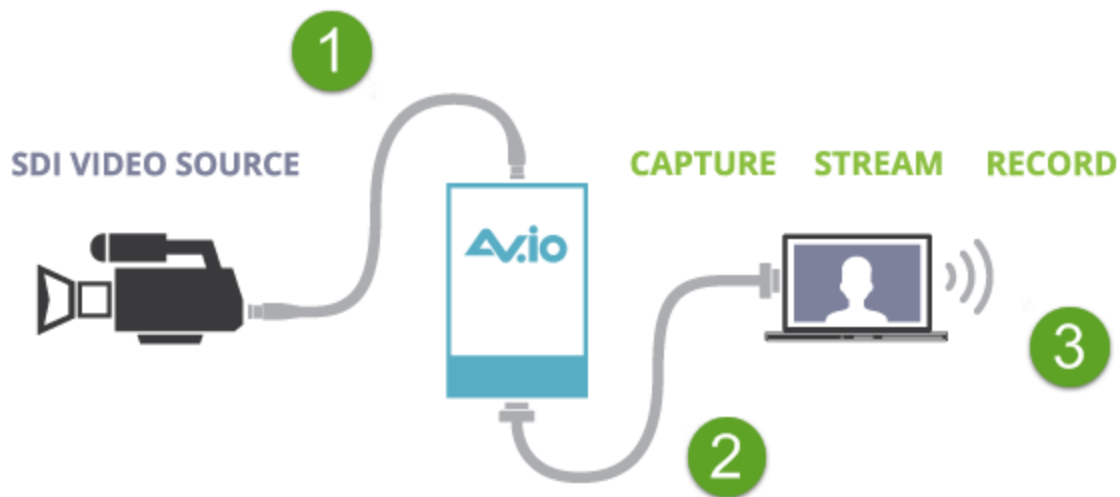 1
SDI VIDEO SOURCE
CAPTURE STREAM RECORD
AV.io
3
2